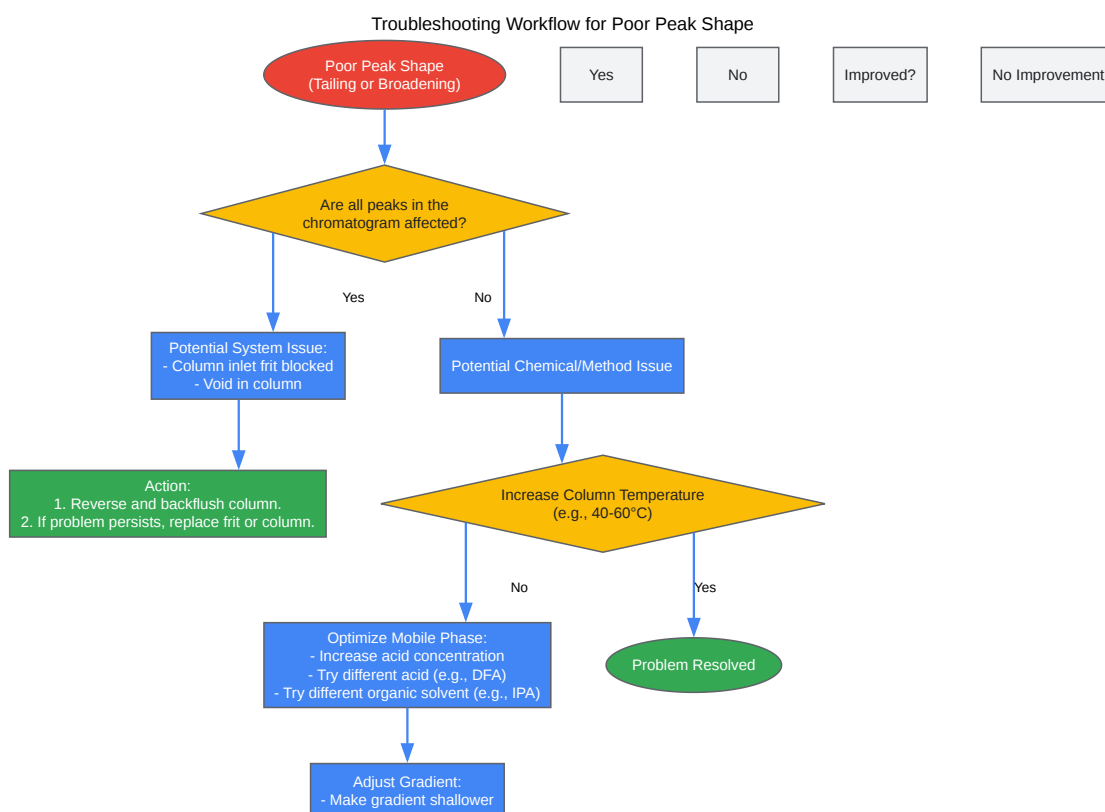 Troubleshooting Workflow for Poor Peak Shape
Poor Peak Shape
(Tailing or Broadening)
Yes
No
Improved?
No Improvement
Are all peaks in the
chromatogram affected?
Yes
No
Potential System Issue:
- Column inlet frit blocked
- Void in column
Potential Chemical/Method Issue
Action:
1. Reverse and backflush column.
2. If problem persists, replace frit or column.
Increase Column Temperature
(e.g., 40-60°C)
No
Yes
Optimize Mobile Phase:
- Increase acid concentration
- Try different acid (e.g., DFA)
- Try different organic solvent (e.g., IPA)
Problem Resolved
Adjust Gradient:
- Make gradient shallower